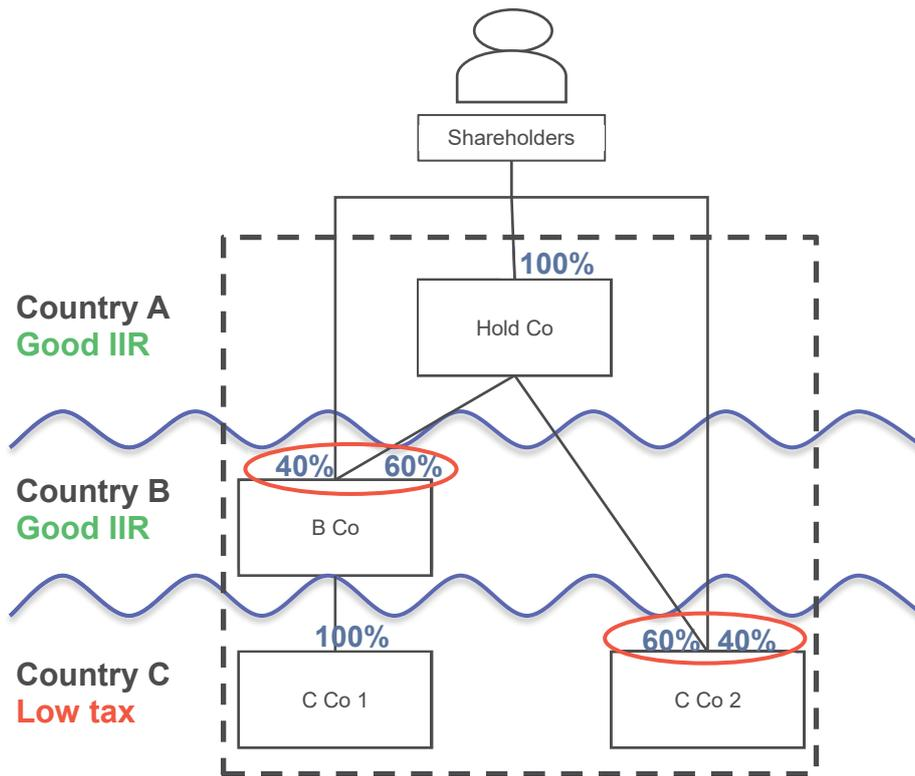 Shareholders
100%
Country A
Good IIR
Hold Co
40% 60%
Country B
Good IIR
B Co
100%
60% 40%
Country C
Low tax
C Co 1
C Co 2